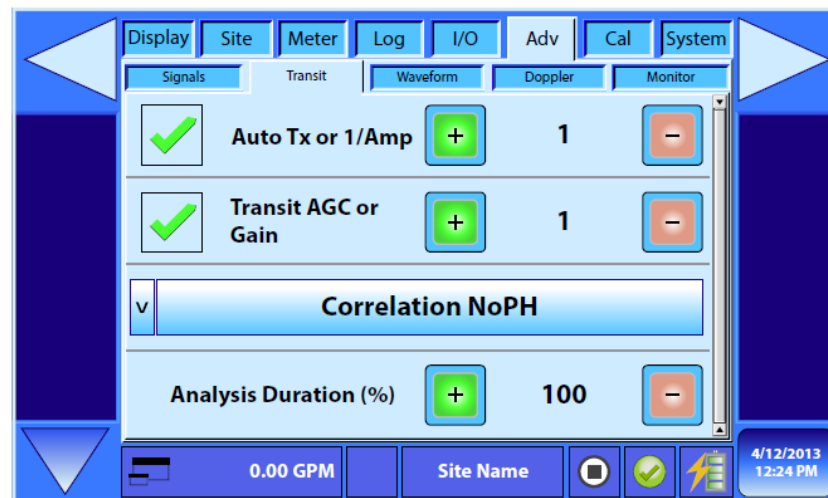 Display Site Meter Log I/O Adv Cal System
Signals Transit Waveform Doppler Monitor
Auto Tx or 1/Amp + 1 −
Transit AGC or
Gain + 1 −
v Correlation NoPH
Analysis Duration (%) + 100 −
0.00 GPM Site Name
4/12/2013
12:24 PM